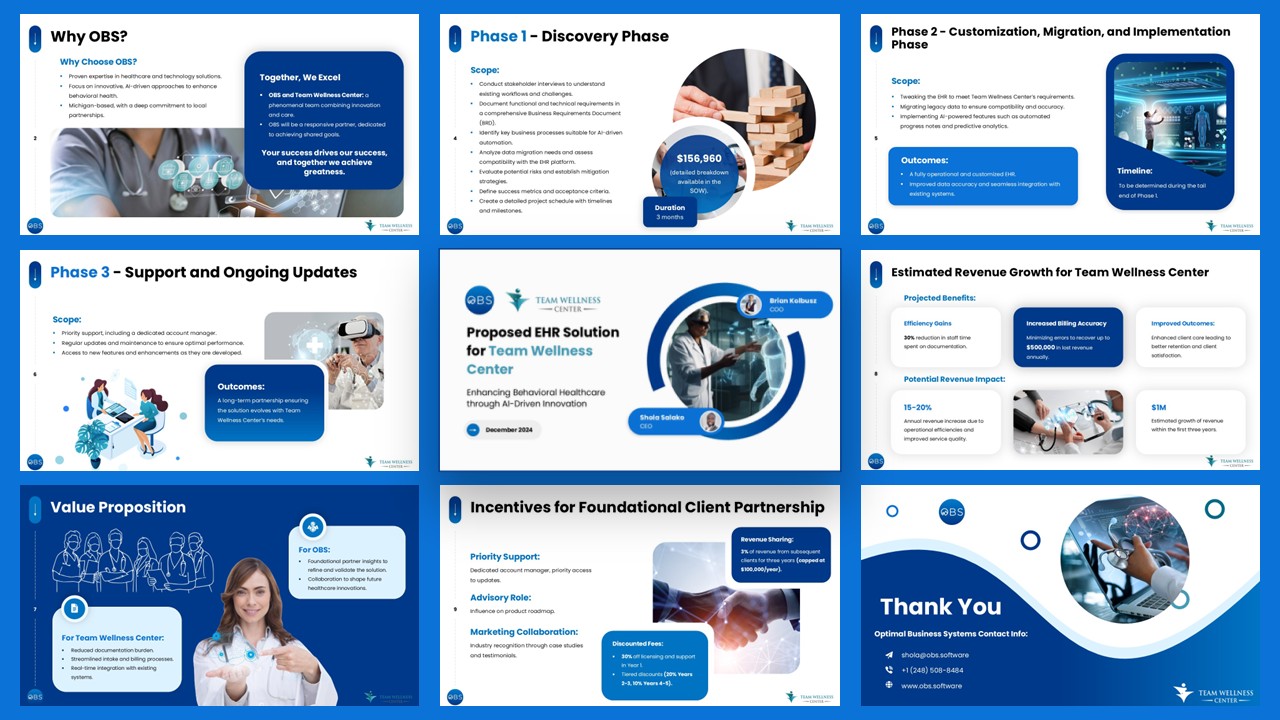 Why OBS?
Why Choose OBS?
• Proven expertise in healthcare and technology solutions.
• Focus on innovative, AI-driven approaches to enhance
behavioral health.
• Michigan-based, with a deep commitment to local
partnerships.
Together, We Excel
• OBS and Team Wellness Center: a
phenomenal team combining innovation
and care.
• OBS will be a responsive partner, dedicated
to achieving shared goals.
Your success drives our success,
and together we achieve
greatness.
2
OBS
TEAM WELLNESS
CENTER
Phase 1 - Discovery Phase
Scope:
• Conduct stakeholder interviews to understand
existing workflows and challenges.
• Document functional and technical requirements in
a comprehensive Business Requirements Document
(BRD).
• Identify key business processes suitable for AI-driven
automation.
• Analyze data migration needs and assess
compatibility with the EHR platform.
• Evaluate potential risks and establish mitigation
strategies.
• Define success metrics and acceptance criteria.
• Create a detailed project schedule with timelines
and milestones.
$156,960
(detailed breakdown
available in the
SOW).
Duration
3 months
4
OBS
TEAM WELLNESS
CENTER
Phase 2 - Customization, Migration, and Implementation
Phase
Scope:
• Tweaking the EHR to meet Team Wellness Center's requirements.
• Migrating legacy data to ensure compatibility and accuracy.
• Implementing AI-powered features such as automated
progress notes and predictive analytics.
Outcomes:
• A fully operational and customized EHR.
• Improved data accuracy and seamless integration with
existing systems.
Timeline:
To be determined during the tail
end of Phase 1.
5
OBS
TEAM WELLNESS
CENTER
Phase 3 - Support and Ongoing Updates
Scope:
• Priority support, including a dedicated account manager.
• Regular updates and maintenance to ensure optimal performance.
• Access to new features and enhancements as they are developed.
Outcomes:
A long-term partnership ensuring
the solution evolves with Team
Wellness Center's needs.
6
OBS
TEAM WELLNESS
CENTER
OBS
TEAM WELLNESS
CENTER
Proposed EHR Solution
for Team Wellness
Center
Enhancing Behavioral Healthcare
through AI-Driven Innovation
December 2024
Brian Kolbusz
COO
Shola Salako
CEO
Estimated Revenue Growth for Team Wellness Center
Projected Benefits:
Efficiency Gains
30% reduction in staff time
spent on documentation.
Increased Billing Accuracy
Minimizing errors to recover up to
$500,000 in lost revenue
annually.
Improved Outcomes:
Enhanced client care leading to
better retention and client
satisfaction.
Potential Revenue Impact:
15-20%
Annual revenue increase due to
operational efficiencies and
improved service quality.
$1M
Estimated growth of revenue
within the first three years.
8
OBS
TEAM WELLNESS
CENTER
Value Proposition
For OBS:
• Foundational partner insights to
refine and validate the solution.
• Collaboration to shape future
healthcare innovations.
For Team Wellness Center:
• Reduced documentation burden.
• Streamlined intake and billing processes.
• Real-time integration with existing
systems.
7
OBS
TEAM WELLNESS
CENTER
Incentives for Foundational Client Partnership
Priority Support:
Dedicated account manager, priority access
to updates.
Advisory Role:
Influence on product roadmap.
Marketing Collaboration:
Industry recognition through case studies
and testimonials.
Revenue Sharing:
3% of revenue from subsequent
clients for three years (capped at
$100,000/year).
Discounted Fees:
• 30% off licensing and support
in Year 1.
• Tiered discounts (20% Years
2-3, 10% Years 4-5).
9
OBS
TEAM WELLNESS
CENTER
OBS
Thank You
Optimal Business Systems Contact Info:
shola@obs.software
+1 (248) 508-8484
www.obs.software
TEAM WELLNESS
CENTER